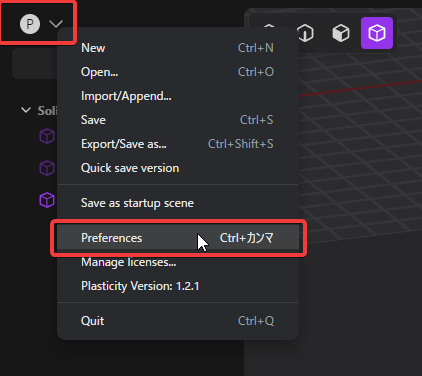 P
New Ctrl+N
Open... Ctrl+O
Import/Append...
Soli
Save Ctrl+S
Export/Save as... Ctrl+Shift+S
Quick save version
Save as startup scene
Preferences Ctrl+カンマ
Manage licenses...
Plasticity Version: 1.2.1
Quit Ctrl+Q